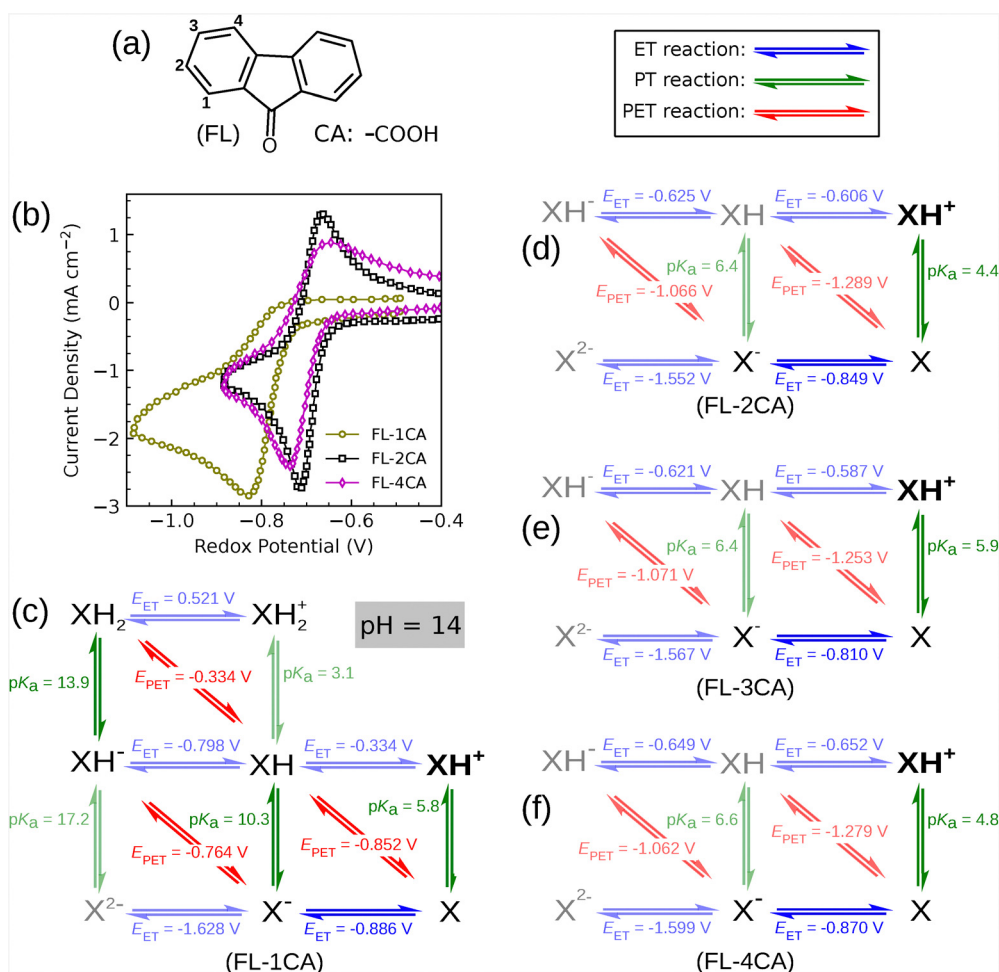 (a)
3 4
2
1
O
(FL) CA: -COOH
ET reaction:
PT reaction:
PET reaction:
(b)
Current Density (mA cm⁻²)
1
0
−1
−2
−3
−1.0 −0.8 −0.6 −0.4
Redox Potential (V)
FL-1CA
FL-2CA
FL-4CA
(c)
pH = 14
E_ET = 0.521 V
XH₂ XH₂⁺
pKa = 13.9
E_PET = -0.334 V
pKa = 3.1
E_ET = -0.798 V E_ET = -0.334 V
XH⁻ XH XH⁺
pKa = 17.2
E_PET = -0.764 V
pKa = 10.3
E_PET = -0.852 V
pKa = 5.8
X²⁻ X⁻ X
E_ET = -1.628 V E_ET = -0.886 V
(FL-1CA)
(d)
E_ET = -0.625 V E_ET = -0.606 V
XH⁻ XH XH⁺
E_PET = -1.066 V
pKa = 6.4
E_PET = -1.289 V
pKa = 4.4
X²⁻ X⁻ X
E_ET = -1.552 V E_ET = -0.849 V
(FL-2CA)
(e)
E_ET = -0.621 V E_ET = -0.587 V
XH⁻ XH XH⁺
E_PET = -1.071 V
pKa = 6.4
E_PET = -1.253 V
pKa = 5.9
X²⁻ X⁻ X
E_ET = -1.567 V E_ET = -0.810 V
(FL-3CA)
(f)
E_ET = -0.649 V E_ET = -0.652 V
XH⁻ XH XH⁺
E_PET = -1.062 V
pKa = 6.6
E_PET = -1.279 V
pKa = 4.8
X²⁻ X⁻ X
E_ET = -1.599 V E_ET = -0.870 V
(FL-4CA)